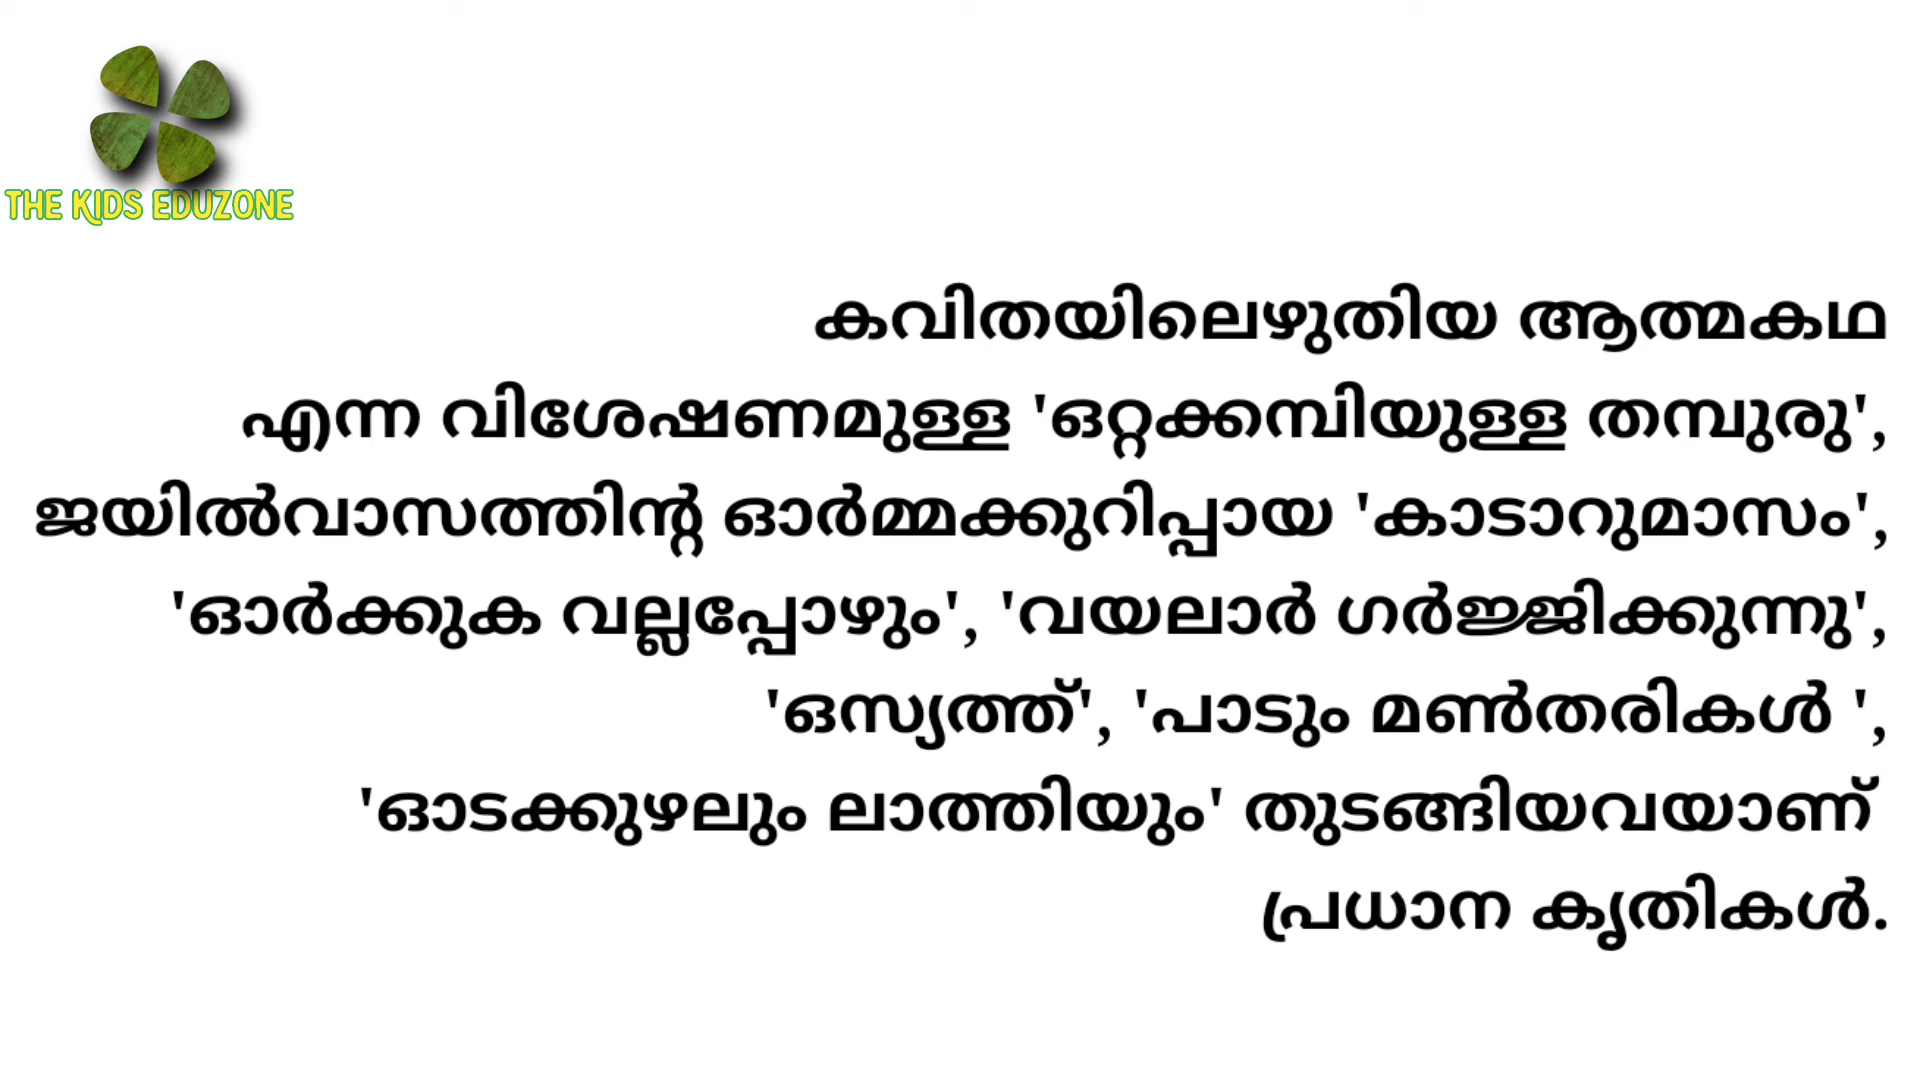 THE KIDS EDUZONE
കവിതയിലെഴുതിയ ആത്മകഥ
എന്ന വിശേഷണമുള്ള 'ഒറ്റക്കമ്പിയുള്ള തമ്പുരു',
ജയിൽവാസത്തിന്റ ഓർമ്മക്കുറിപ്പായ 'കാടാറുമാസം',
'ഓർക്കുക വല്ലപ്പോഴും', 'വയലാർ ഗർജ്ജിക്കുന്നു',
'ഒസ്യത്ത്', 'പാടും മൺതരികൾ ',
'ഓടക്കുഴലും ലാത്തിയും' തുടങ്ങിയവയാണ്
പ്രധാന കൃതികൾ.